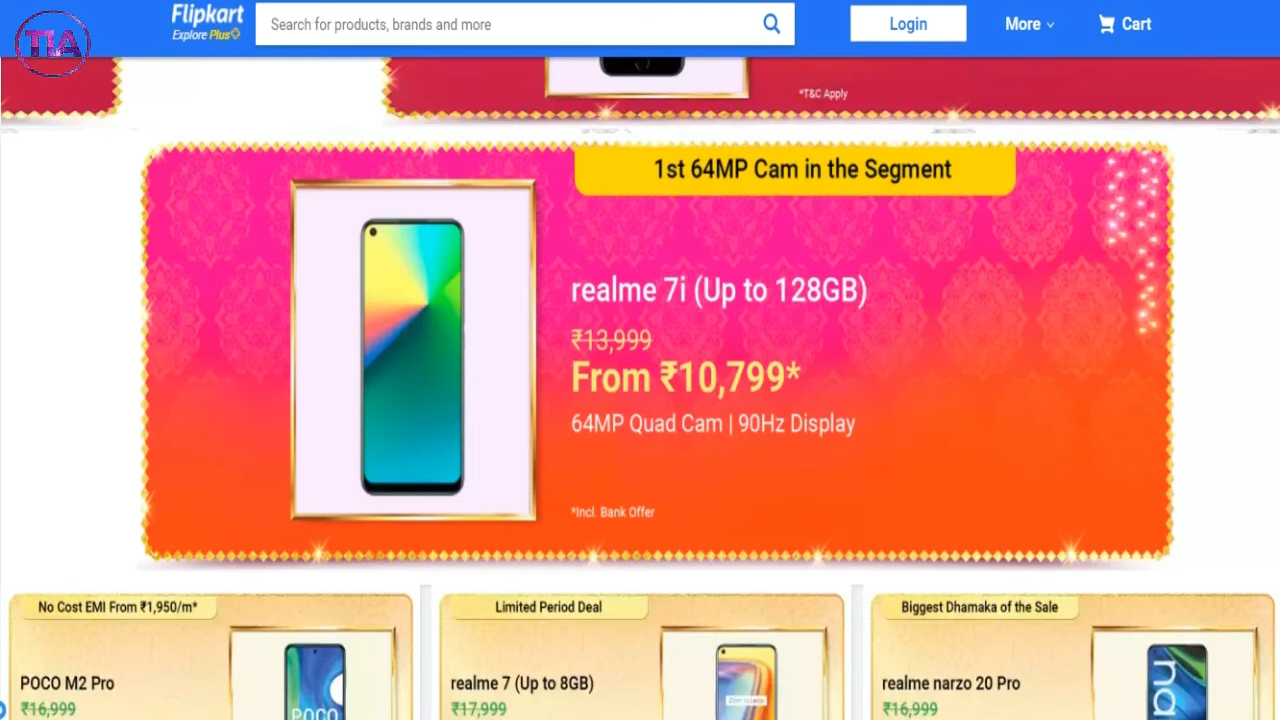 TIA
Flipkart
Explore Plus
Search for products, brands and more
Login
More
Cart
*T&C Apply
1st 64MP Cam in the Segment
realme 7i (Up to 128GB)
₹13,999
From ₹10,799*
64MP Quad Cam | 90Hz Display
*Incl. Bank Offer
No Cost EMI From ₹1,950/m*
POCO M2 Pro
₹16,999
POCO
Limited Period Deal
realme 7 (Up to 8GB)
₹17,999
Biggest Dhamaka of the Sale
realme narzo 20 Pro
₹16,999
na